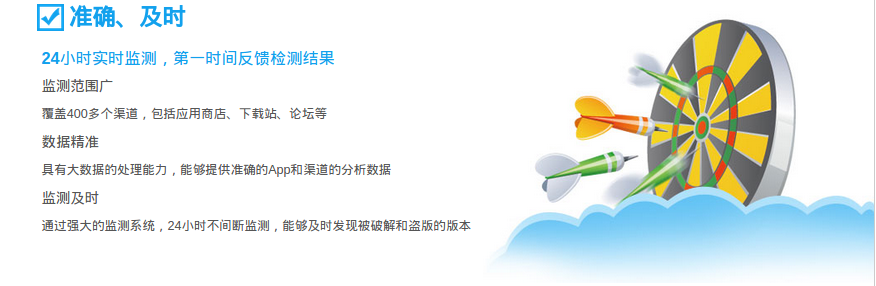 准确、及时
24小时实时监测，第一时间反馈检测结果
监测范围广
覆盖400多个渠道，包括应用商店、下载站、论坛等
数据精准
具有大数据的处理能力，能够提供准确的App和渠道的分析数据
监测及时
通过强大的监测系统，24小时不间断监测，能够及时发现被破解和盗版的版本